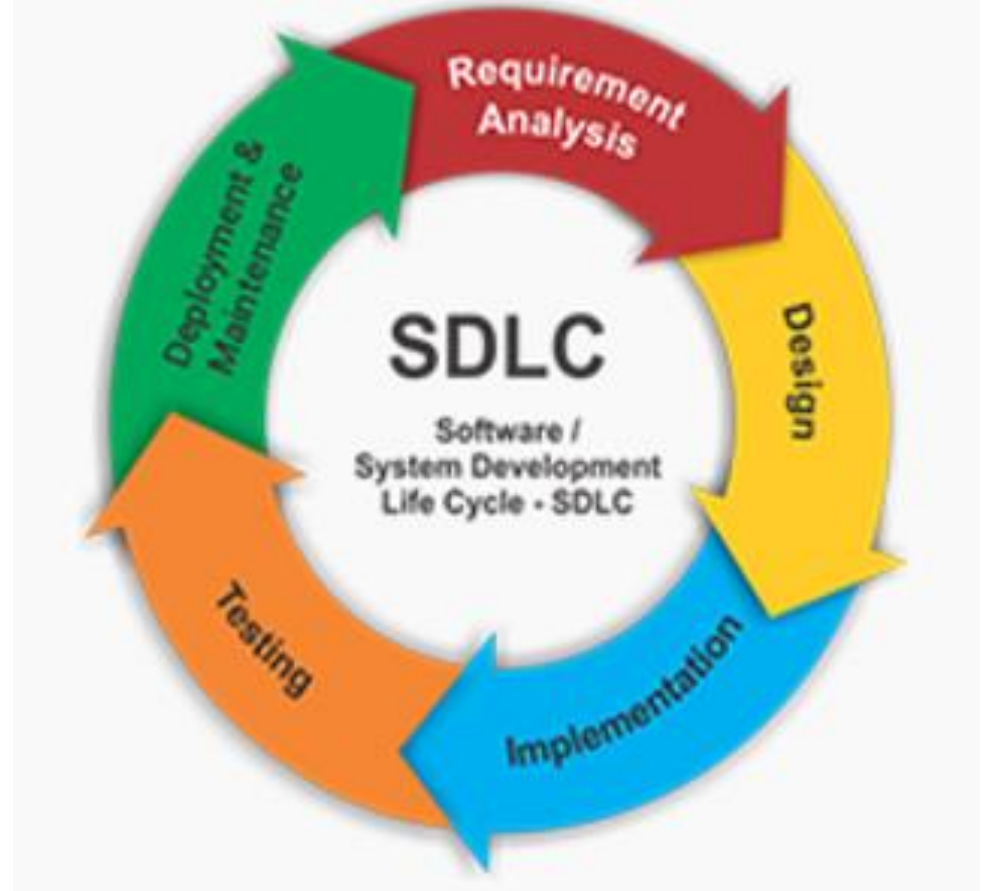 Requirement
Analysis
Design
Implementation
Testing
Deployment &
Maintenance
SDLC
Software /
System Development
Life Cycle - SDLC